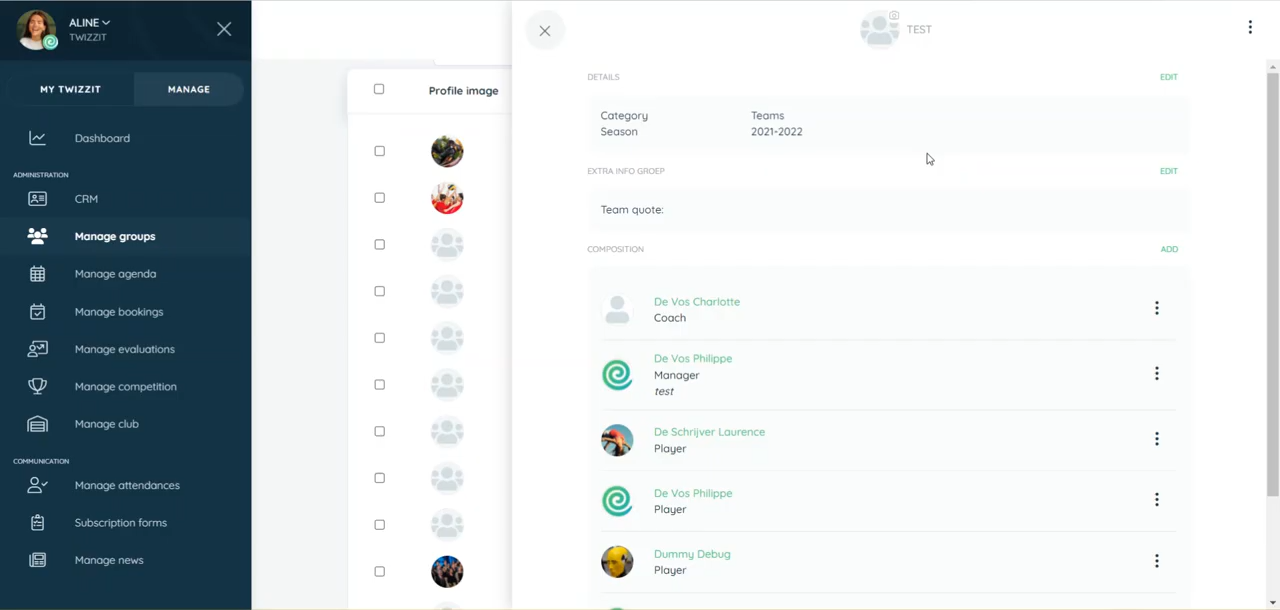 ALINE
TWIZZIT
MY TWIZZIT
MANAGE
Dashboard
ADMINISTRATION
CRM
Manage groups
Manage agenda
Manage bookings
Manage evaluations
Manage competition
Manage club
COMMUNICATION
Manage attendances
Subscription forms
Manage news
Profile image
TEST
DETAILS
EDIT
Category Teams
Season 2021-2022
EXTRA INFO GROEP
EDIT
Team quote:
COMPOSITION
ADD
De Vos Charlotte
Coach
De Vos Philippe
Manager
test
De Schrijver Laurence
Player
De Vos Philippe
Player
Dummy Debug
Player